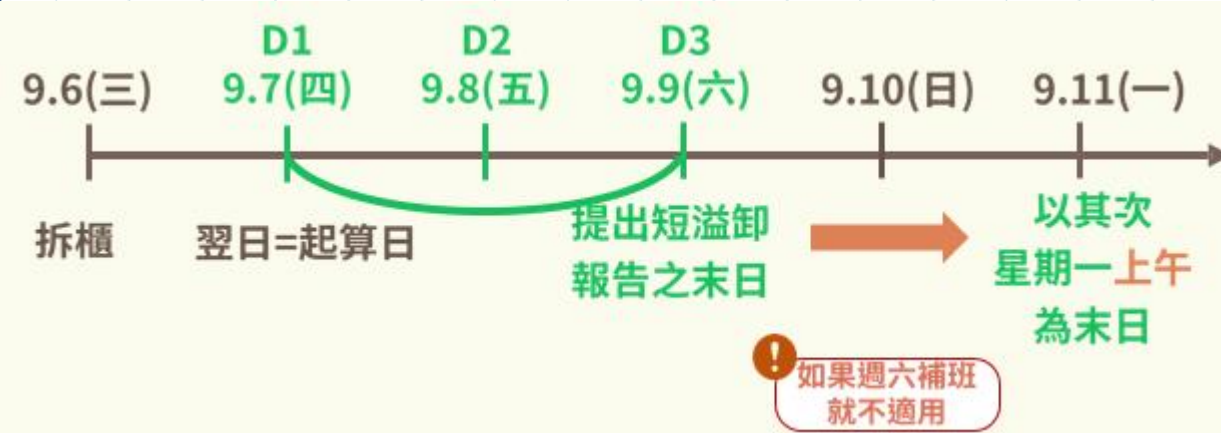 D1
D2
D3
9.6(三)
9.7(四)
9.8(五)
9.9(六)
9.10(日)
9.11(一)
拆櫃
翌日=起算日
提出短溢卸
報告之末日
以其次
星期一上午
為末日
!
如果週六補班
就不適用